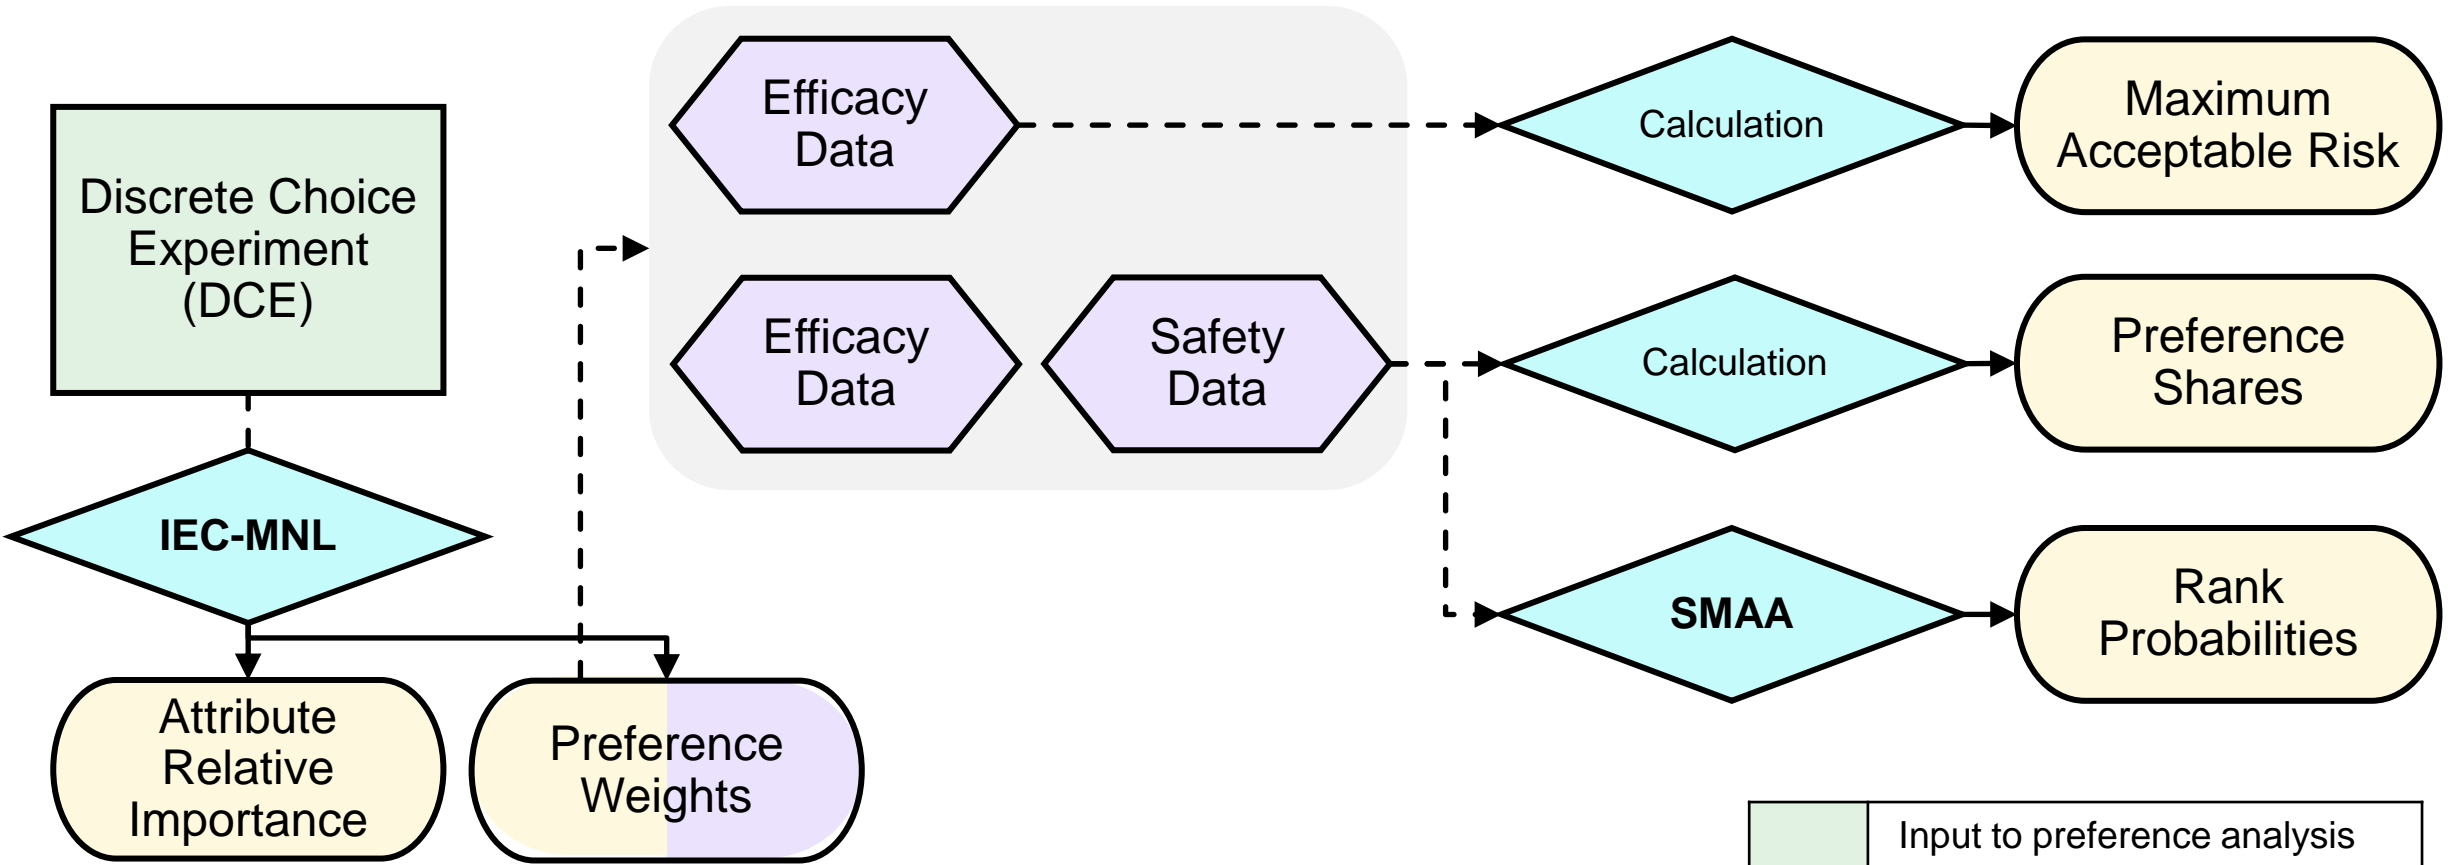 Discrete Choice
Experiment
(DCE)
IEC-MNL
Attribute
Relative
Importance
Preference
Weights
Efficacy
Data
Efficacy
Data
Safety
Data
Calculation
Maximum
Acceptable Risk
Calculation
Preference
Shares
SMAA
Rank
Probabilities
Input to preference analysis